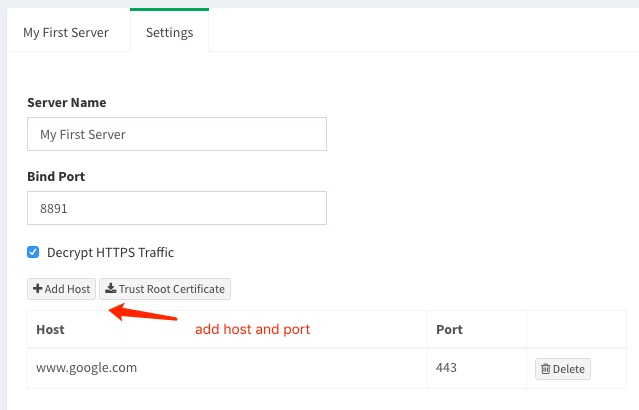 My First Server Settings
Server Name
My First Server
Bind Port
8891
Decrypt HTTPS Traffic
Add Host Trust Root Certificate
add host and port
Host Port
www.google.com 443 Delete